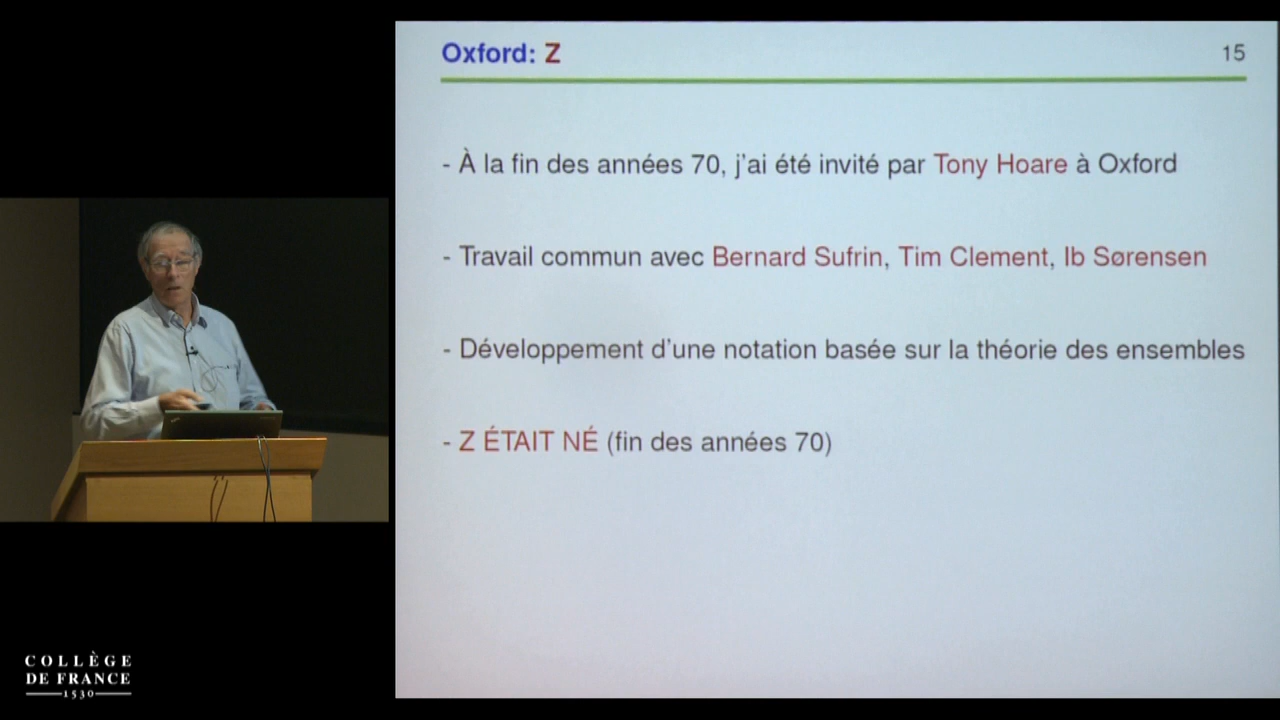 Oxford: Z
15
- À la fin des années 70, j'ai été invité par Tony Hoare à Oxford
- Travail commun avec Bernard Sufrin, Tim Clement, Ib Sørensen
- Développement d'une notation basée sur la théorie des ensembles
- Z ÉTAIT NÉ (fin des années 70)
COLLÈGE
DE FRANCE
1530